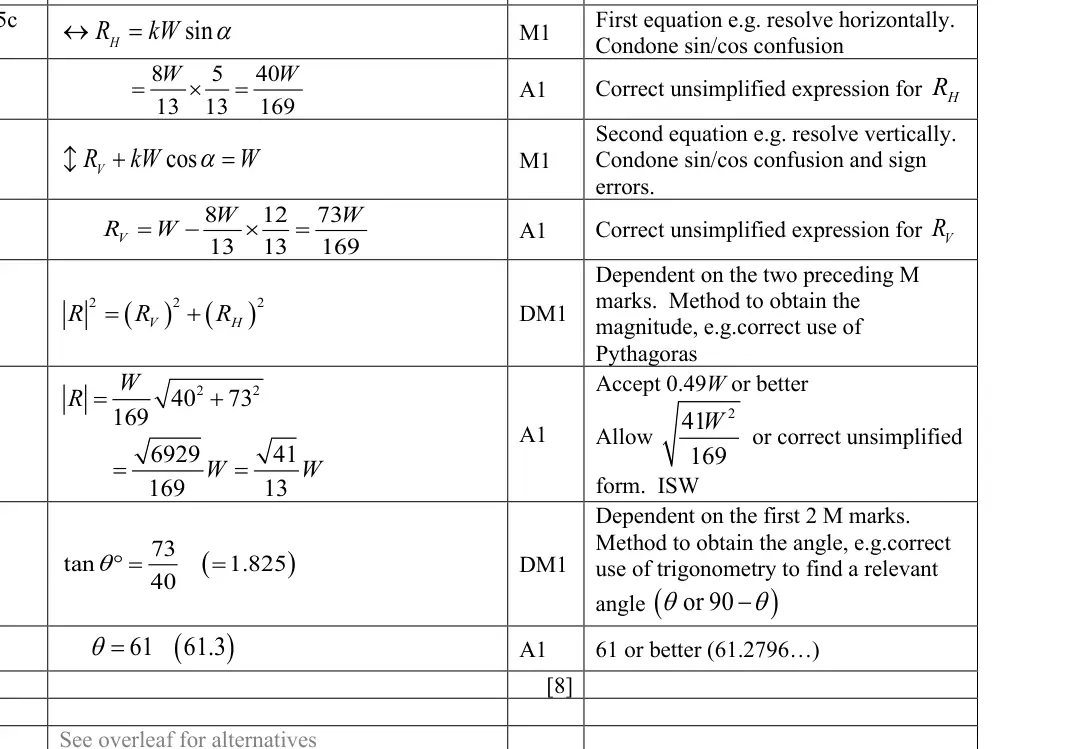 5c
↔ R_H = kW sin α
M1
First equation e.g. resolve horizontally.
Condone sin/cos confusion
= 8W/13 × 5/13 = 40W/169
A1
Correct unsimplified expression for R_H
↕ R_V + kW cos α = W
M1
Second equation e.g. resolve vertically.
Condone sin/cos confusion and sign
errors.
R_V = W − 8W/13 × 12/13 = 73W/169
A1
Correct unsimplified expression for R_V
|R|² = (R_V)² + (R_H)²
DM1
Dependent on the two preceding M
marks. Method to obtain the
magnitude, e.g.correct use of
Pythagoras
|R| = W/169 √(40² + 73²)
= √6929/169 W = √41/13 W
A1
Accept 0.49W or better
Allow √(41W²/169) or correct unsimplified
form. ISW
tan θ° = 73/40 (= 1.825)
DM1
Dependent on the first 2 M marks.
Method to obtain the angle, e.g.correct
use of trigonometry to find a relevant
angle (θ or 90 − θ)
θ = 61 (61.3)
A1
61 or better (61.2796…)
[8]
See overleaf for alternatives